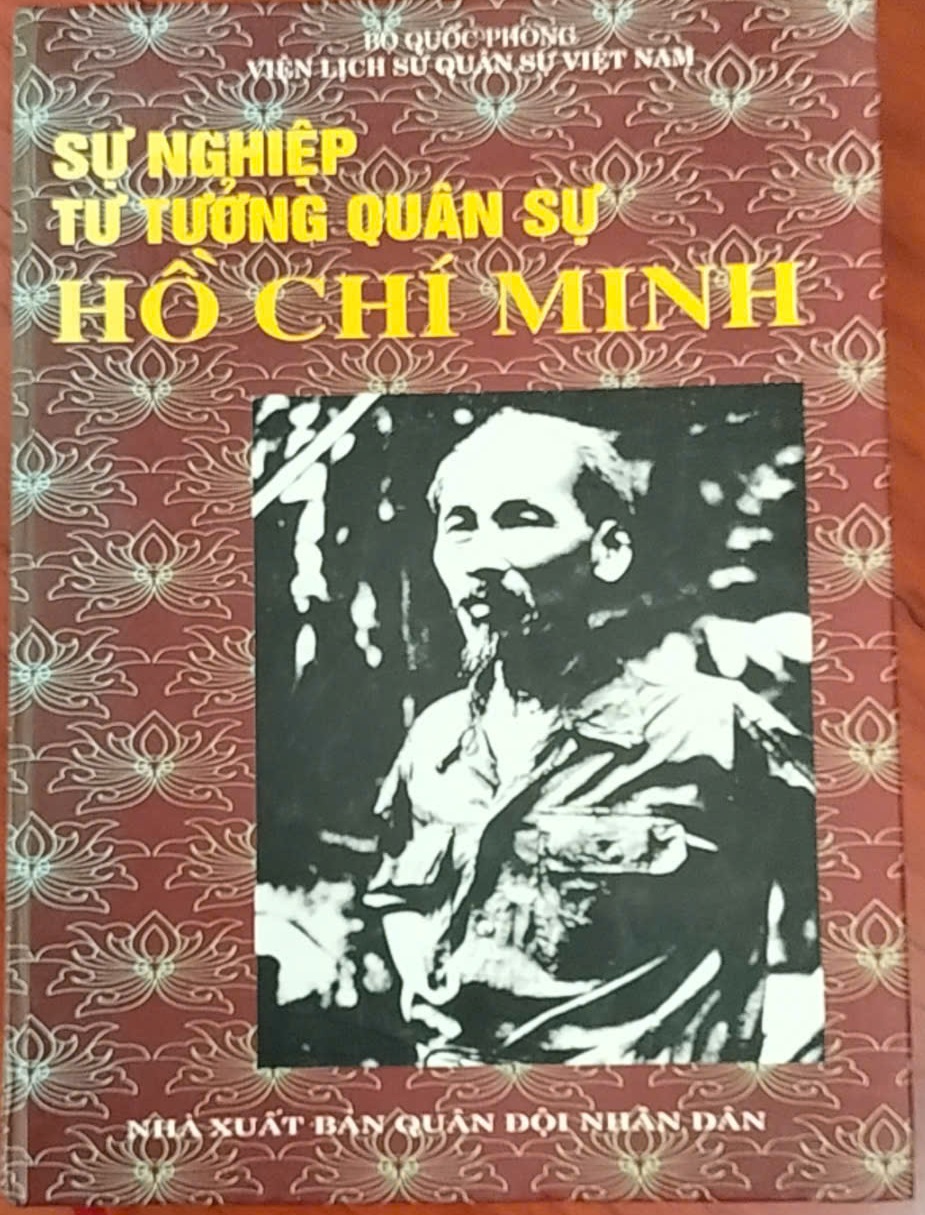 BỘ QUỐC PHÒNG
VIỆN LỊCH SỬ QUÂN SỰ VIỆT NAM
SỰ NGHIỆP
TƯ TƯỞNG QUÂN SỰ
HỒ CHÍ MINH
NHÀ XUẤT BẢN QUÂN ĐỘI NHÂN DÂN